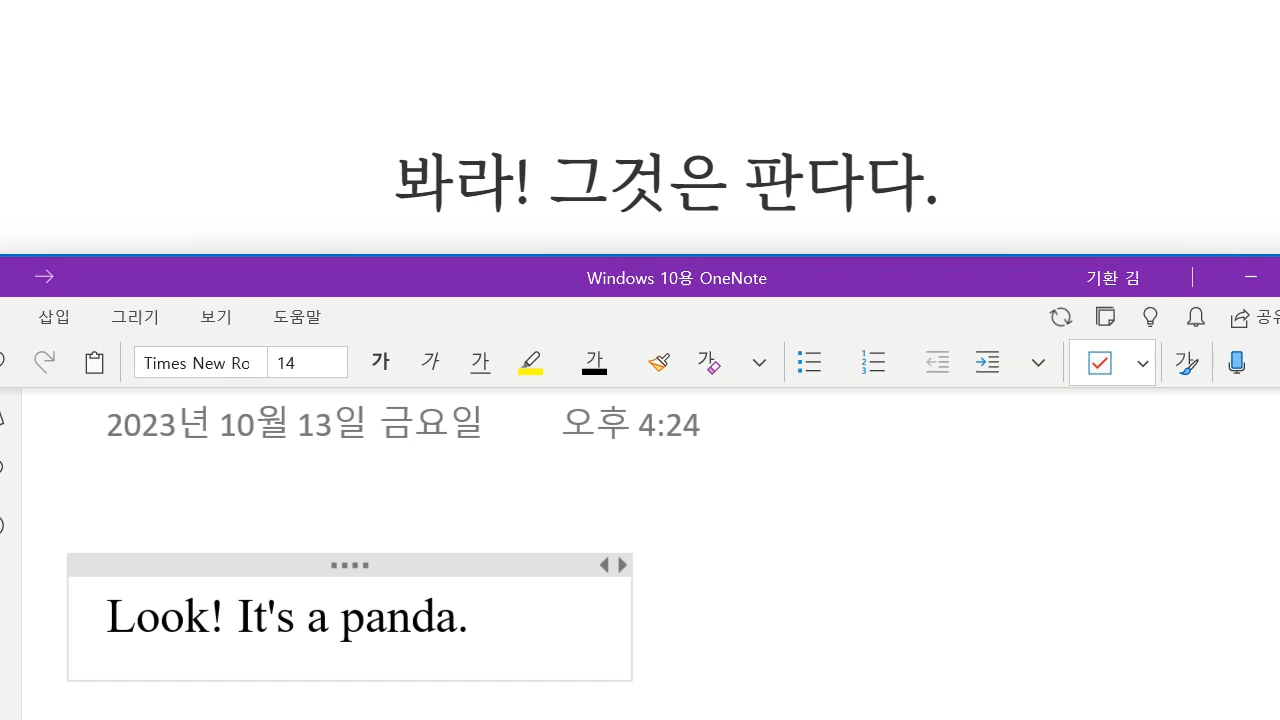 봐라! 그것은 판다다.
Windows 10용 OneNote 기환 김
삽입 그리기 보기 도움말 공유
Times New Ro 14 가 가 가 가 가 가
2023년 10월 13일 금요일 오후 4:24
Look! It's a panda.